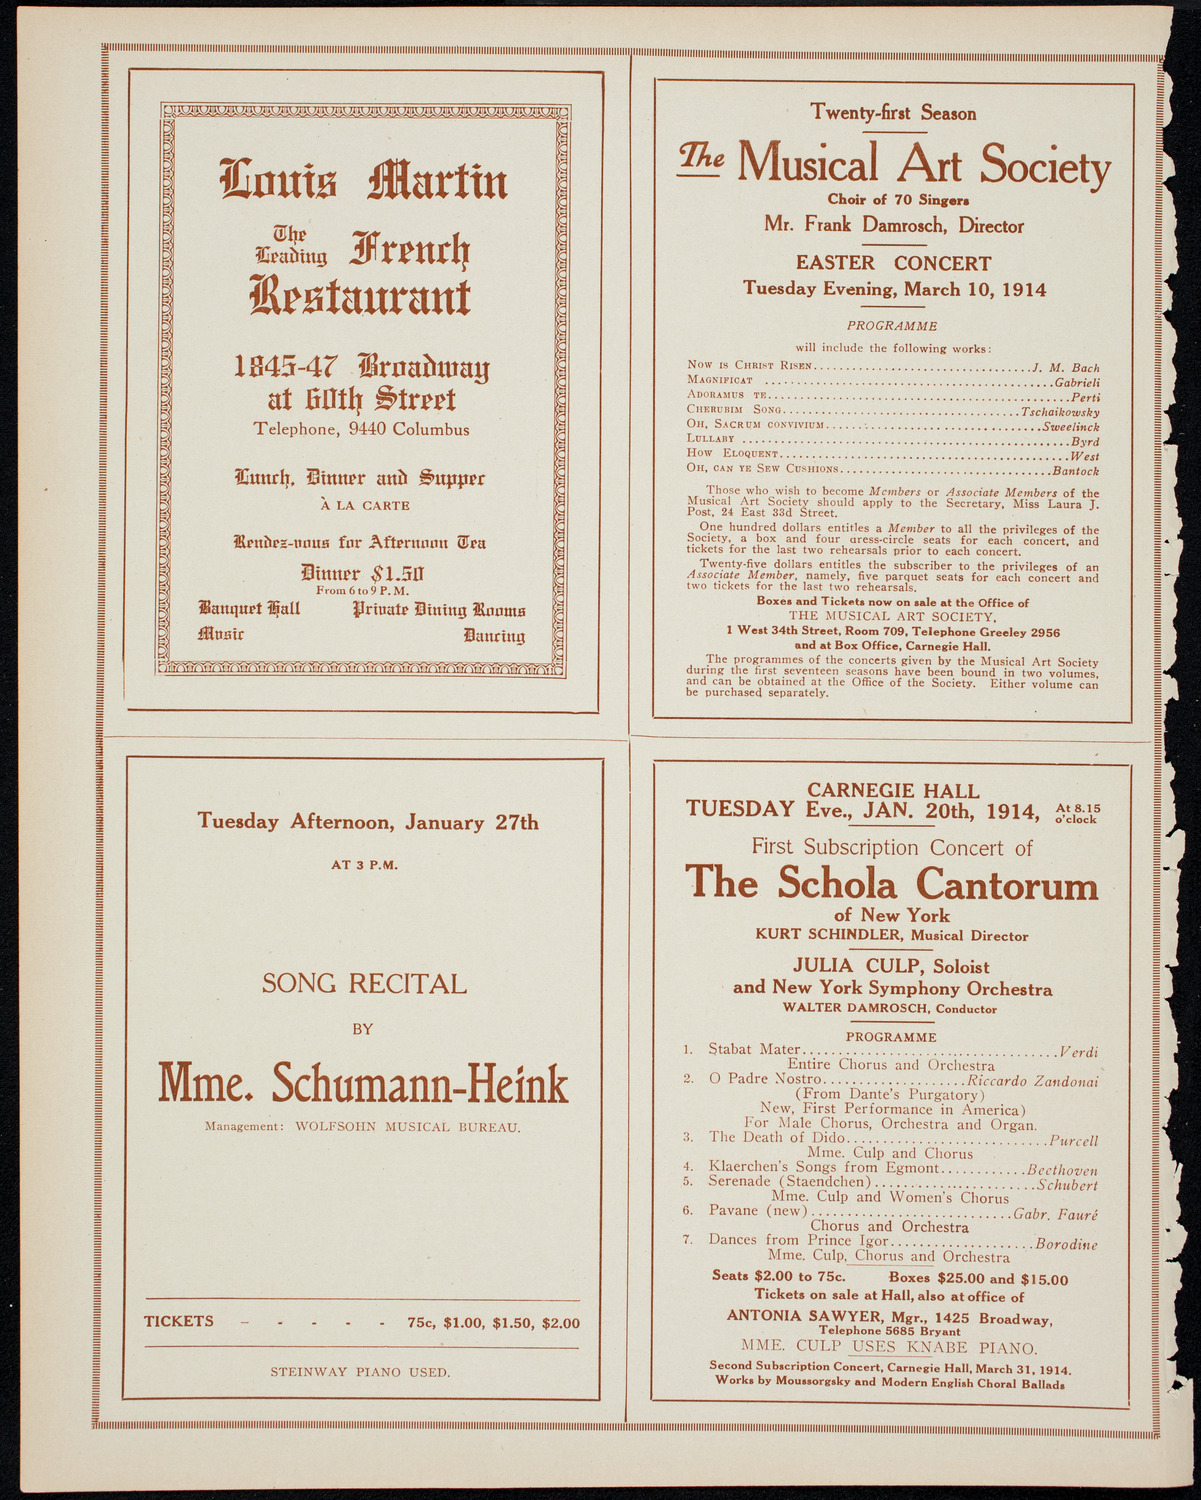 Louis Martin
The Leading French
Restaurant
1845-47 Broadway
at 60th Street
Telephone, 9440 Columbus
Lunch, Dinner and Supper
À LA CARTE
Rendez-vous for Afternoon Tea
Dinner $1.50
From 6 to 9 P. M.
Banquet Hall Private Dining Rooms
Music Dancing
Twenty-first Season
The Musical Art Society
Choir of 70 Singers
Mr. Frank Damrosch, Director
EASTER CONCERT
Tuesday Evening, March 10, 1914
PROGRAMME
will include the following works:
NOW IS CHRIST RISEN................................J. M. Bach
MAGNIFICAT ..........................................Gabrieli
ADORAMUS TE............................................Perti
CHERUBIM SONG...................................Tschaikowsky
OH, SACRUM CONVIVIUM...............................Sweelinck
LULLABY ................................................Byrd
HOW ELOQUENT............................................West
OH, CAN YE SEW CUSHIONS..............................Bantock
Those who wish to become Members or Associate Members of the
Musical Art Society should apply to the Secretary, Miss Laura J.
Post, 24 East 33d Street.
One hundred dollars entitles a Member to all the privileges of the
Society, a box and four dress-circle seats for each concert, and
tickets for the last two rehearsals prior to each concert.
Twenty-five dollars entitles the subscriber to the privileges of an
Associate Member, namely, five parquet seats for each concert and
two tickets for the last two rehearsals.
Boxes and Tickets now on sale at the Office of
THE MUSICAL ART SOCIETY,
1 West 34th Street, Room 709, Telephone Greeley 2956
and at Box Office, Carnegie Hall.
The programmes of the concerts given by the Musical Art Society
during the first seventeen seasons have been bound in two volumes,
and can be obtained at the Office of the Society. Either volume can
be purchased separately.
Tuesday Afternoon, January 27th
AT 3 P.M.
SONG RECITAL
BY
Mme. Schumann-Heink
Management: WOLFSOHN MUSICAL BUREAU.
TICKETS - - - - - 75c, $1.00, $1.50, $2.00
STEINWAY PIANO USED.
CARNEGIE HALL
TUESDAY Eve., JAN. 20th, 1914, At 8.15 o'clock
First Subscription Concert of
The Schola Cantorum
of New York
KURT SCHINDLER, Musical Director
JULIA CULP, Soloist
and New York Symphony Orchestra
WALTER DAMROSCH, Conductor
PROGRAMME
1. Stabat Mater...................................Verdi
Entire Chorus and Orchestra
2. O Padre Nostro....................Riccardo Zandonai
(From Dante's Purgatory)
New, First Performance in America)
For Male Chorus, Orchestra and Organ.
3. The Death of Dido............................Purcell
Mme. Culp and Chorus
4. Klaerchen's Songs from Egmont............Beethoven
5. Serenade (Staendchen).......................Schubert
Mme. Culp and Women's Chorus
6. Pavane (new)............................Gabr. Fauré
Chorus and Orchestra
7. Dances from Prince Igor....................Borodine
Mme. Culp, Chorus and Orchestra
Seats $2.00 to 75c. Boxes $25.00 and $15.00
Tickets on sale at Hall, also at office of
ANTONIA SAWYER, Mgr., 1425 Broadway,
Telephone 5685 Bryant
MME. CULP USES KNABE PIANO.
Second Subscription Concert, Carnegie Hall, March 31, 1914.
Works by Moussorgsky and Modern English Choral Ballads